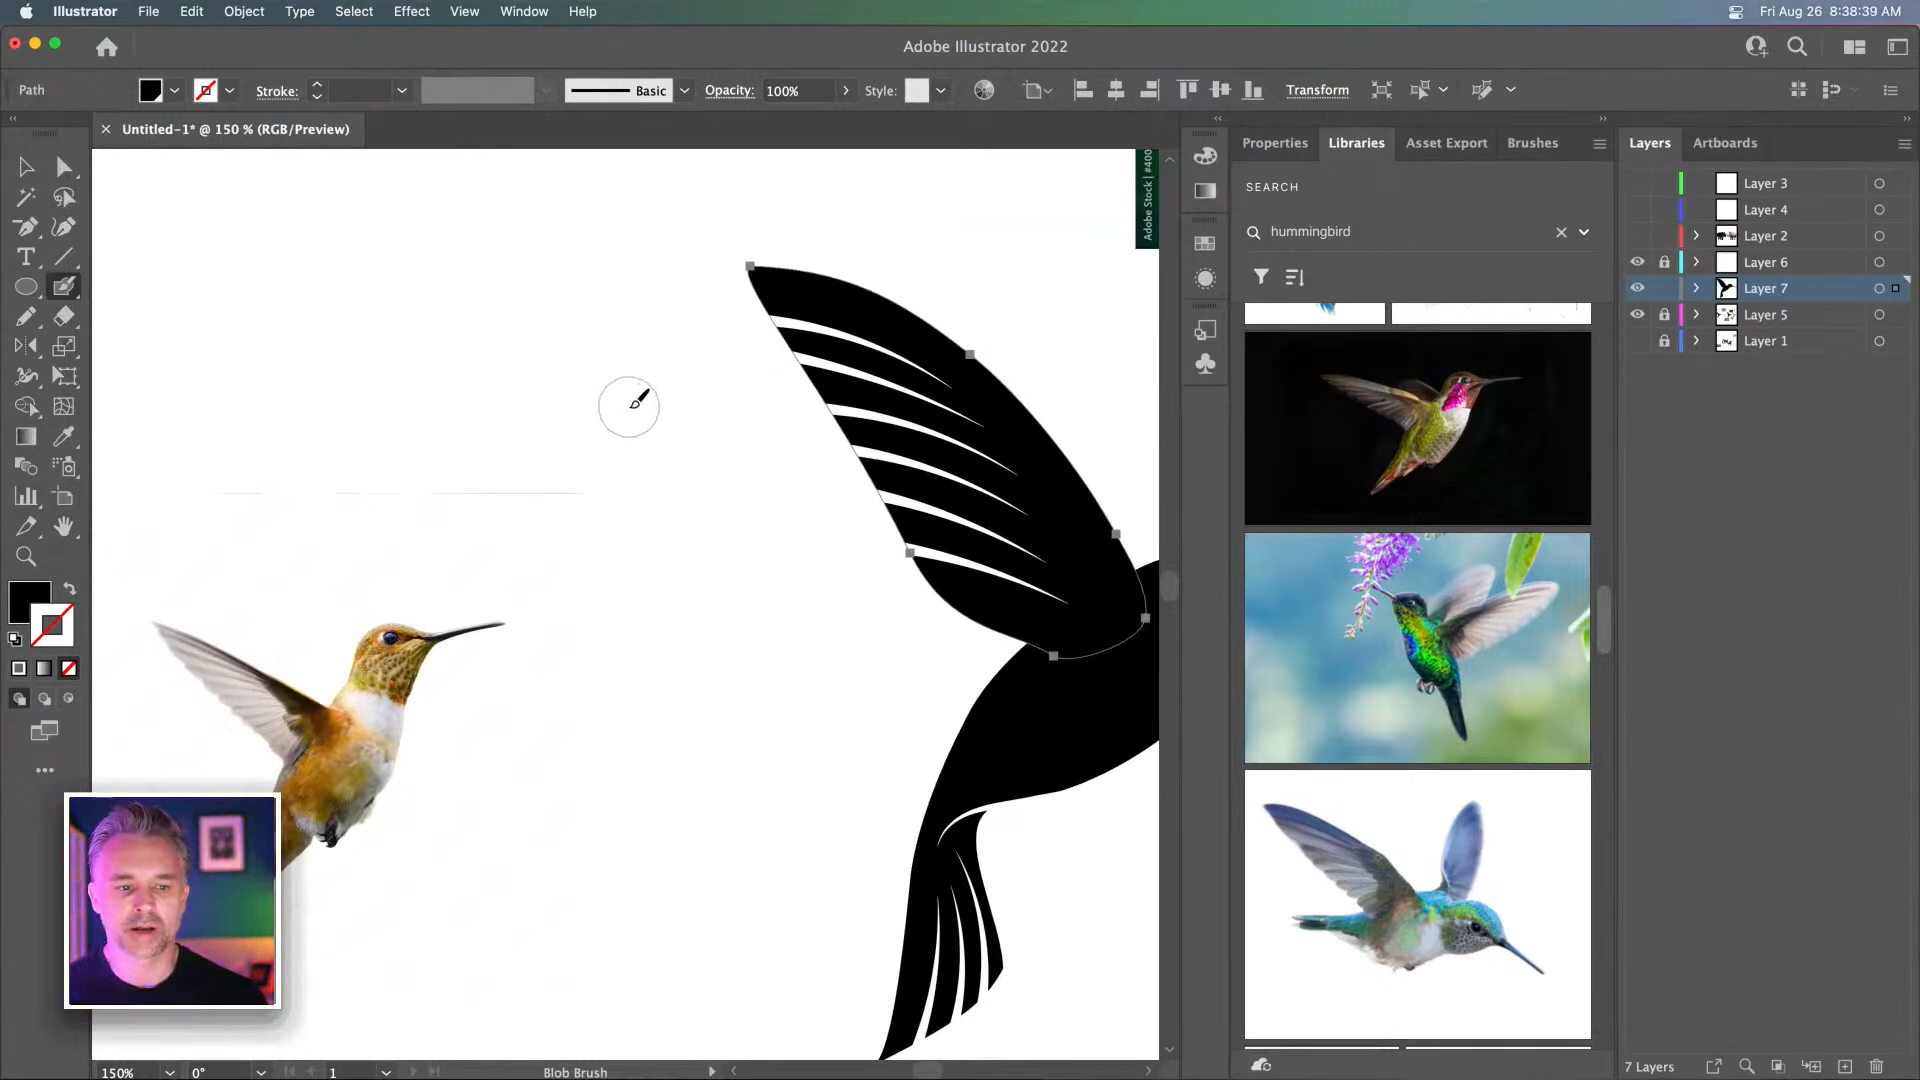 Illustrator File Edit Object Type Select Effect View Window Help
Fri Aug 26 8:38:39 AM
Adobe Illustrator 2022
Path
Stroke:
Basic
Opacity: 100%
Style:
Transform
Untitled-1* @ 150 % (RGB/Preview)
Adobe Stock | #400
Properties Libraries Asset Export Brushes
SEARCH
hummingbird
Layers Artboards
Layer 3
Layer 4
Layer 2
Layer 6
Layer 7
Layer 5
Layer 1
150%
0°
1
Blob Brush
7 Layers